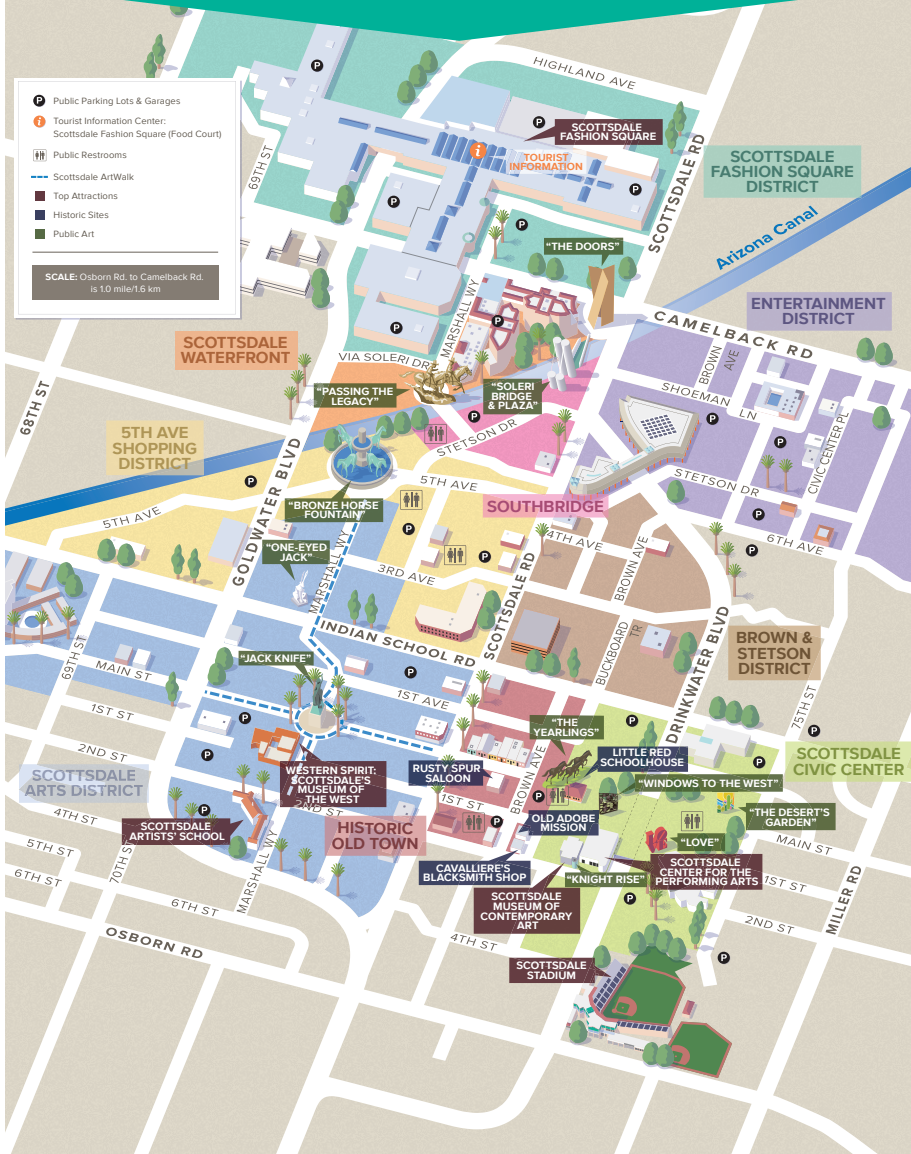 HIGHLAND AVE
P
P
Public Parking Lots & Garages
i
Tourist Information Center:
Scottsdale Fashion Square (Food Court)
Public Restrooms
Scottsdale ArtWalk
Top Attractions
Historic Sites
Public Art
SCALE: Osborn Rd. to Camelback Rd.
is 1.0 mile/1.6 km
P
SCOTTSDALE
FASHION SQUARE
i
TOURIST
INFORMATION
69TH ST
SCOTTSDALE RD
SCOTTSDALE
FASHION SQUARE
DISTRICT
P
P
P
Arizona Canal
"THE DOORS"
MARSHALL WY
P
P
ENTERTAINMENT
DISTRICT
CAMELBACK RD
SCOTTSDALE
WATERFRONT
VIA SOLERI DR
BROWN
AVE
68TH ST
"PASSING THE
LEGACY"
"SOLERI
BRIDGE
& PLAZA"
SHOEMAN
LN
P
P
P
CIVIC CENTER PL
5TH AVE
SHOPPING
DISTRICT
STETSON DR
P
5TH AVE
STETSON DR
GOLDWATER BLVD
"BRONZE HORSE
FOUNTAIN"
SOUTHBRIDGE
P
5TH AVE
P
4TH AVE
6TH AVE
"ONE-EYED
JACK"
MARSHALL WY
P
P
3RD AVE
BROWN AVE
SCOTTSDALE RD
INDIAN SCHOOL RD
BUCKBOARD
TR
DRINKWATER BLVD
BROWN &
STETSON
DISTRICT
69TH ST
MAIN ST
"JACK KNIFE"
P
1ST AVE
75TH ST
1ST ST
P
P
P
2ND ST
P
"THE
YEARLINGS"
LITTLE RED
SCHOOLHOUSE
P
SCOTTSDALE
CIVIC CENTER
SCOTTSDALE
ARTS DISTRICT
WESTERN SPIRIT:
SCOTTSDALE'S
MUSEUM OF
THE WEST
RUSTY SPUR
SALOON
BROWN AVE
"WINDOWS TO THE WEST"
P
2ND ST
1ST ST
P
4TH ST
"THE DESERT'S
GARDEN"
SCOTTSDALE
ARTISTS' SCHOOL
HISTORIC
OLD TOWN
P
OLD ADOBE
MISSION
"LOVE"
MAIN ST
5TH ST
70TH ST
MARSHALL WY
CAVALLIERE'S
BLACKSMITH SHOP
"KNIGHT RISE"
SCOTTSDALE
CENTER FOR THE
PERFORMING ARTS
1ST ST
6TH ST
6TH ST
SCOTTSDALE
MUSEUM OF
CONTEMPORARY
ART
P
MILLER RD
2ND ST
OSBORN RD
4TH ST
P
SCOTTSDALE
STADIUM